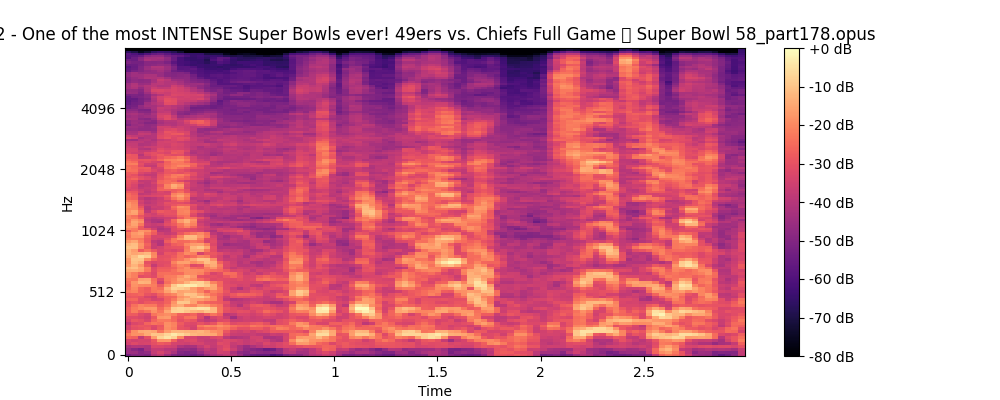 2 - One of the most INTENSE Super Bowls ever! 49ers vs. Chiefs Full Game  Super Bowl 58_part178.opus
+0 dB
-10 dB
-20 dB
-30 dB
-40 dB
-50 dB
-60 dB
-70 dB
-80 dB
4096
2048
1024
512
0
Hz
0
0.5
1
1.5
2
2.5
Time